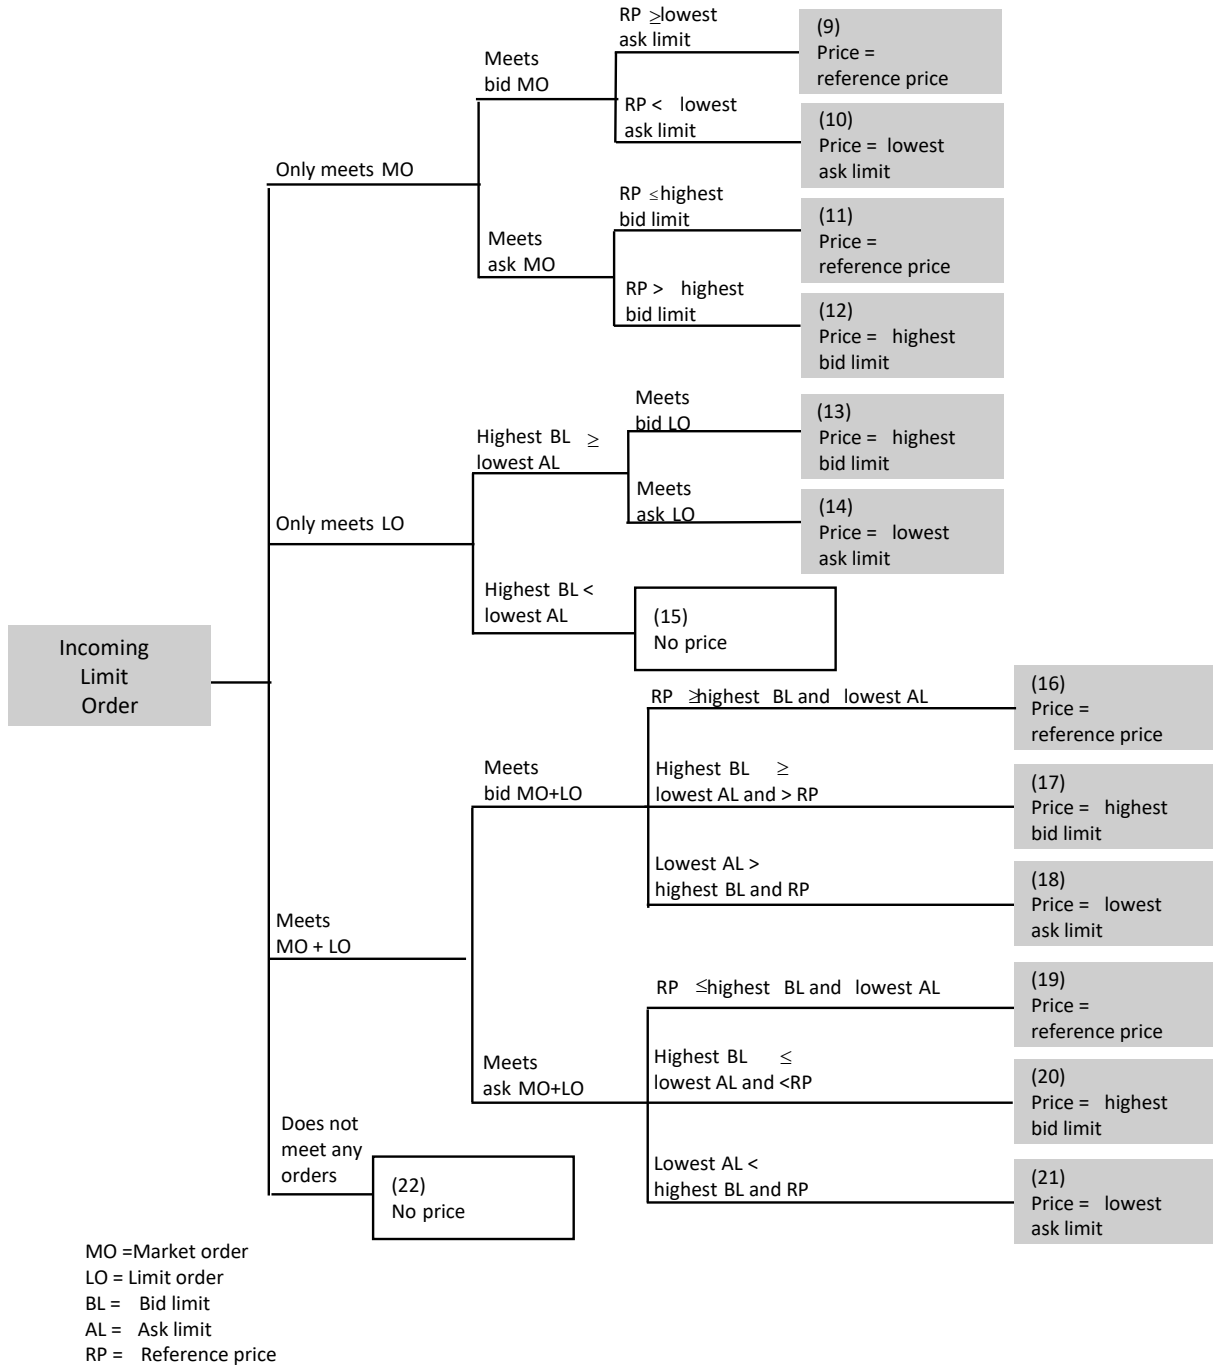 RP ≥lowest
ask limit
(9)
Price =
reference price
Meets
bid MO
RP < lowest
ask limit
(10)
Price = lowest
ask limit
Only meets MO
RP ≤highest
bid limit
(11)
Price =
reference price
Meets
ask MO
RP > highest
bid limit
(12)
Price = highest
bid limit
Meets
bid LO
(13)
Price = highest
bid limit
Highest BL ≥
lowest AL
Meets
ask LO
(14)
Price = lowest
ask limit
Only meets LO
Highest BL <
lowest AL
(15)
No price
Incoming
Limit
Order
RP ≥highest BL and lowest AL
(16)
Price =
reference price
Meets
bid MO+LO
Highest BL ≥
lowest AL and > RP
(17)
Price = highest
bid limit
Lowest AL >
highest BL and RP
(18)
Price = lowest
ask limit
Meets
MO + LO
RP ≤highest BL and lowest AL
(19)
Price =
reference price
Meets
ask MO+LO
Highest BL ≤
lowest AL and <RP
(20)
Price = highest
bid limit
Lowest AL <
highest BL and RP
(21)
Price = lowest
ask limit
Does not
meet any
orders
(22)
No price
MO =Market order
LO = Limit order
BL = Bid limit
AL = Ask limit
RP = Reference price